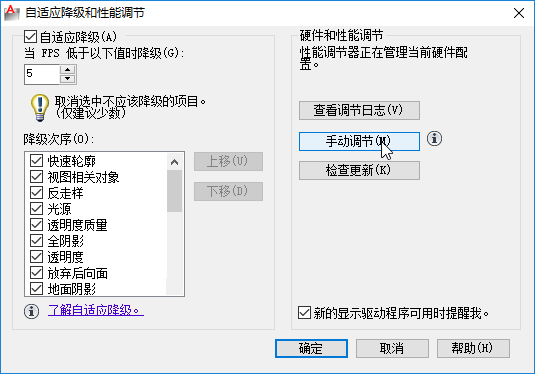 自适应降级和性能调节
自适应降级(A)
当 FPS 低于以下值时降级(G):
5
取消选中不应该降级的项目。
(仅建议少数)
降级次序(O):
快速轮廓
视图相关对象
反走样
光源
透明度质量
全阴影
透明度
放弃后向面
地面阴影
上移(U)
下移(D)
了解自适应降级。
硬件和性能调节
性能调节器正在管理当前硬件配
置。
查看调节日志(V)
手动调节(M)
检查更新(K)
新的显示驱动程序可用时提醒我。
确定
取消
帮助(H)